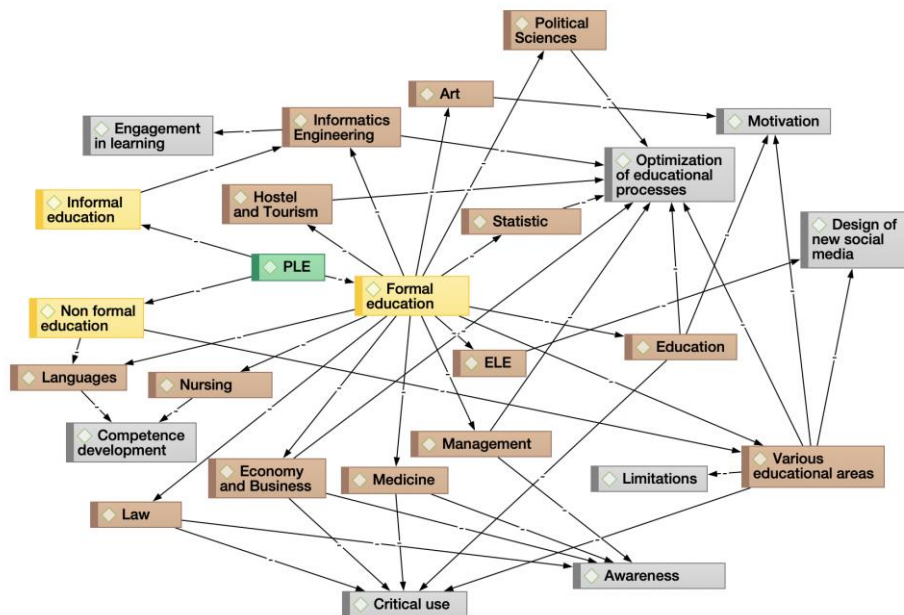 Political
Sciences
Art
Motivation
Engagement
in learning
Informatics
Engineering
Optimization
of educational
processes
Informal
education
Hostel
and Tourism
Statistic
Design of
new social
media
PLE
Formal
education
Non formal
education
Languages
Nursing
ELE
Education
Competence
development
Management
Economy
and Business
Medicine
Limitations
Various
educational areas
Law
Awareness
Critical use